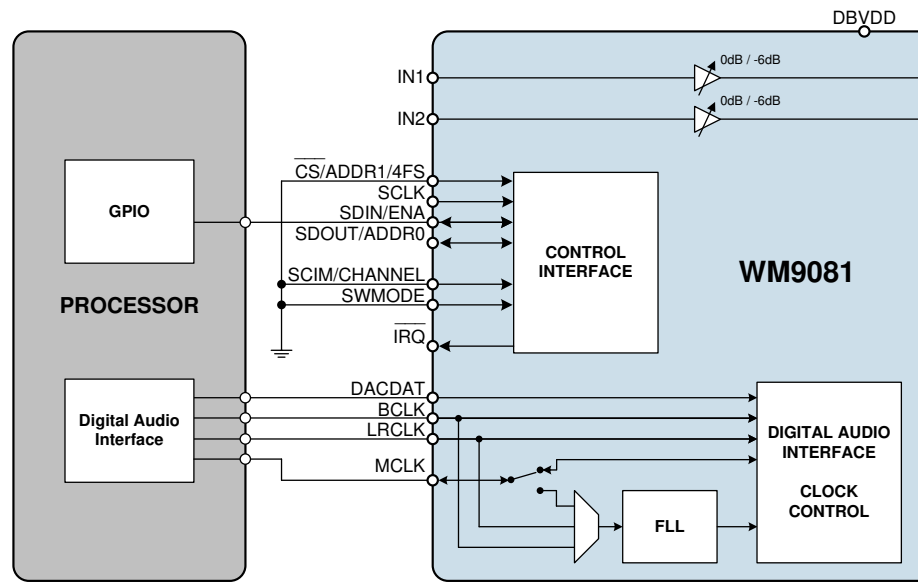 DBVDD
IN1
0dB / -6dB
IN2
0dB / -6dB
CS/ADDR1/4FS
SCLK
SDIN/ENA
SDOUT/ADDR0
SCIM/CHANNEL
SWMODE
IRQ
GPIO
PROCESSOR
CONTROL
INTERFACE
WM9081
DACDAT
BCLK
LRCLK
MCLK
Digital Audio
Interface
DIGITAL AUDIO
INTERFACE
CLOCK
CONTROL
FLL